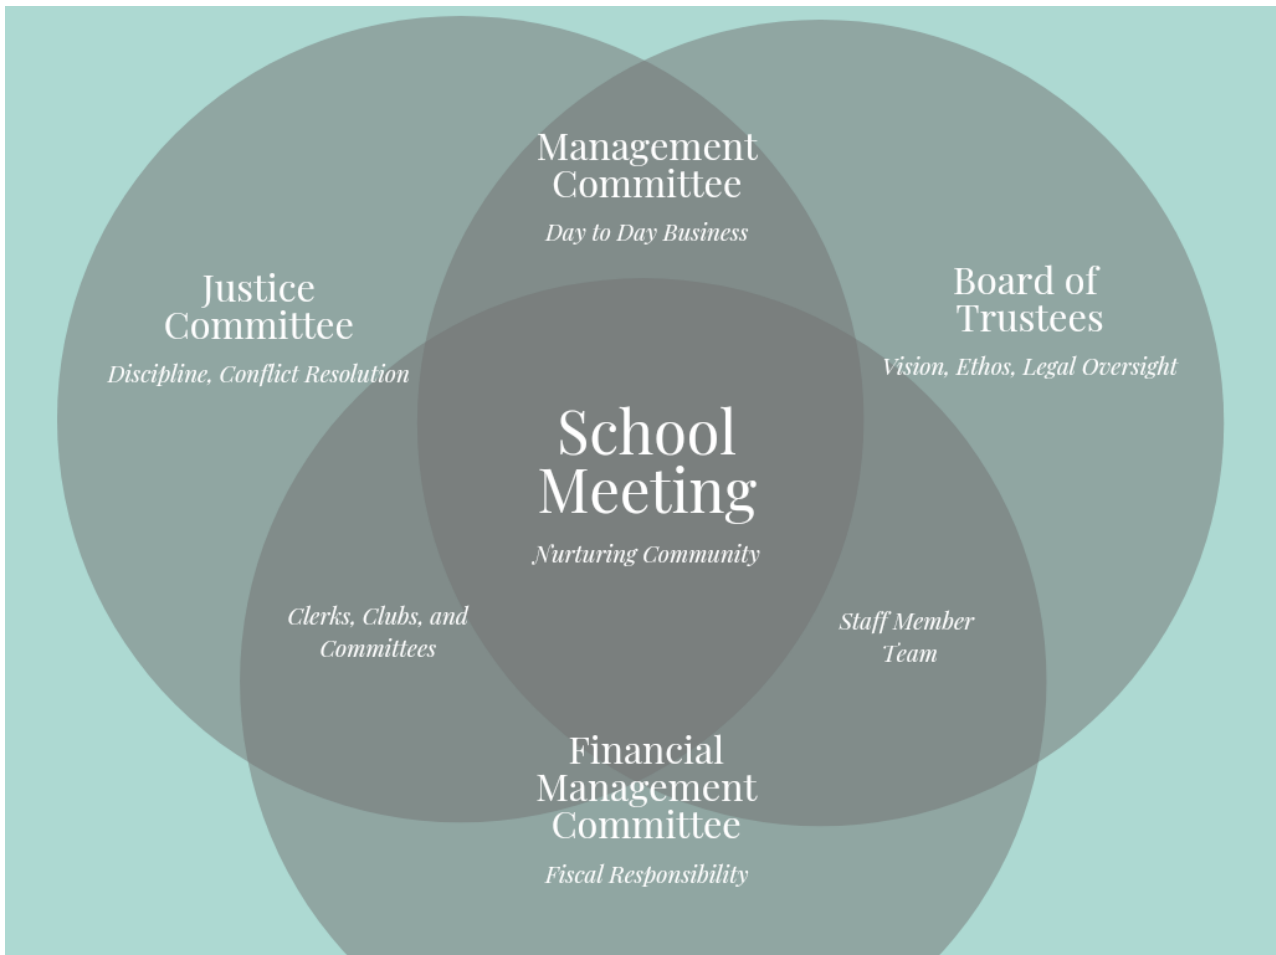 Management
Committee
Day to Day Business
Justice
Committee
Discipline, Conflict Resolution
Board of
Trustees
Vision, Ethos, Legal Oversight
School
Meeting
Nurturing Community
Clerks, Clubs, and
Committees
Staff Member
Team
Financial
Management
Committee
Fiscal Responsibility